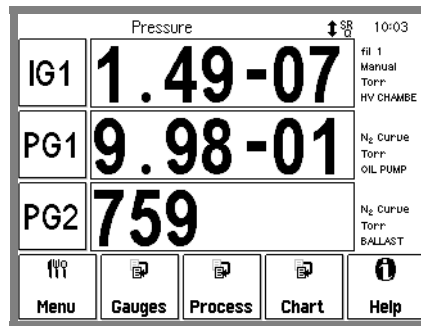 Pressure SR α 10:03
IG1 1.49-07 fil 1
Manual
Torr
HV CHAMBE
PG1 9.98-01 N₂ Curve
Torr
OIL PUMP
PG2 759 N₂ Curve
Torr
BALLAST
Menu Gauges Process Chart Help